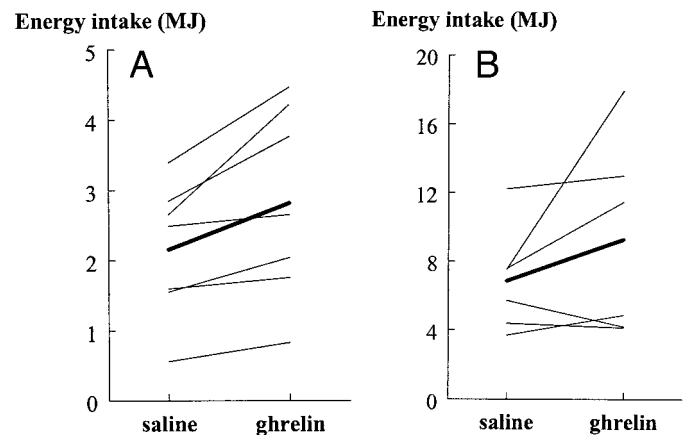 Energy intake (MJ)
A
5
4
3
2
1
0
saline ghrelin
Energy intake (MJ)
B
20
16
12
8
4
0
saline ghrelin